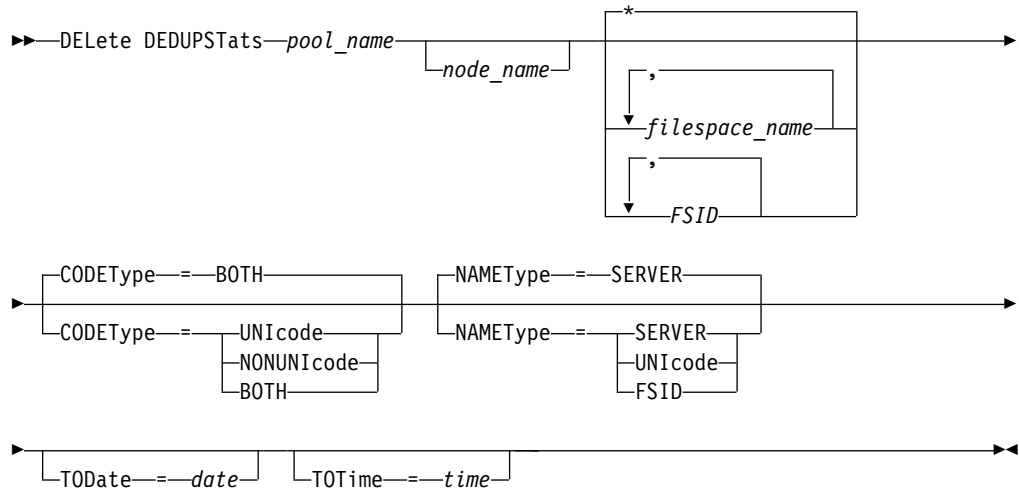 *
DELete DEDUPSTats pool_name
node_name
,
filespace_name
,
FSID
CODEType = BOTH NAMEType = SERVER
CODEType = UNIcode NAMEType = SERVER
NONUNIcode UNIcode
BOTH FSID
TODate = date TOTime = time